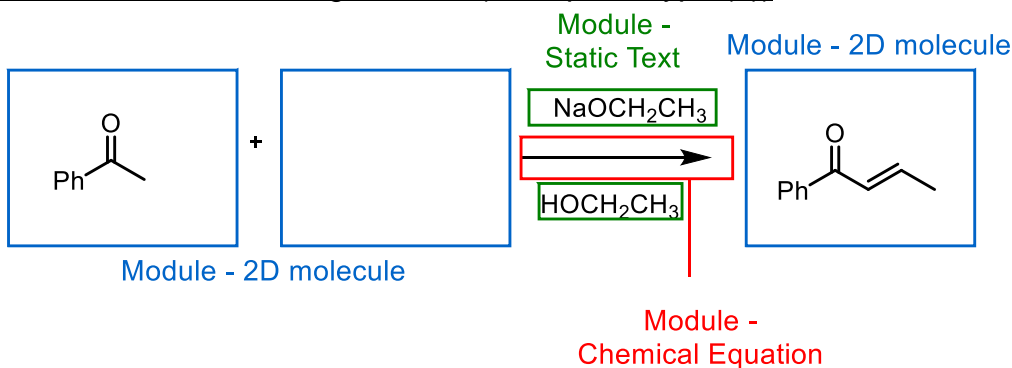 Module -
Static Text
Module - 2D molecule
NaOCH₂CH₃
O
Ph
+
O
Ph
HOCH₂CH₃
Module - 2D molecule
Module -
Chemical Equation